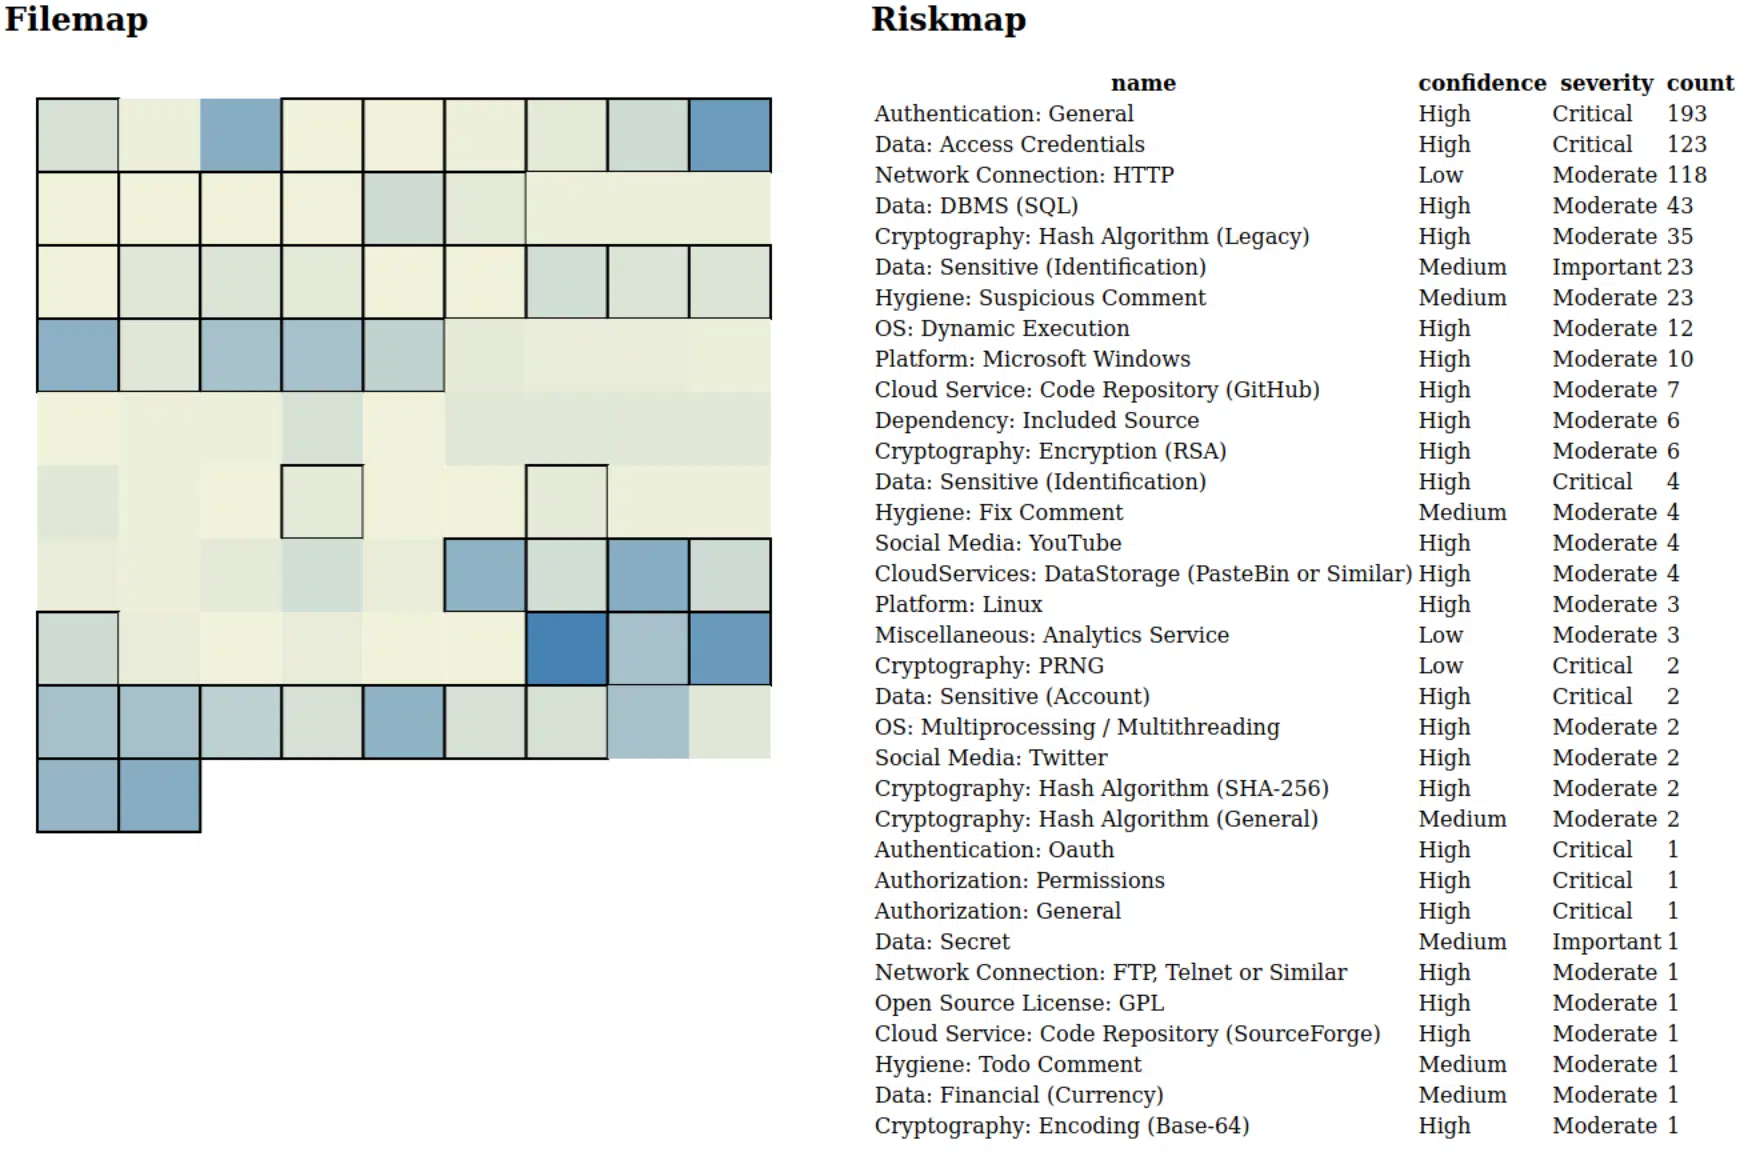 Filemap
Riskmap
name confidence severity count
Authentication: General High Critical 193
Data: Access Credentials High Critical 123
Network Connection: HTTP Low Moderate 118
Data: DBMS (SQL) High Moderate 43
Cryptography: Hash Algorithm (Legacy) High Moderate 35
Data: Sensitive (Identification) Medium Important 23
Hygiene: Suspicious Comment Medium Moderate 23
OS: Dynamic Execution High Moderate 12
Platform: Microsoft Windows High Moderate 10
Cloud Service: Code Repository (GitHub) High Moderate 7
Dependency: Included Source High Moderate 6
Cryptography: Encryption (RSA) High Moderate 6
Data: Sensitive (Identification) High Critical 4
Hygiene: Fix Comment Medium Moderate 4
Social Media: YouTube High Moderate 4
CloudServices: DataStorage (PasteBin or Similar) High Moderate 4
Platform: Linux High Moderate 3
Miscellaneous: Analytics Service Low Moderate 3
Cryptography: PRNG Low Critical 2
Data: Sensitive (Account) High Critical 2
OS: Multiprocessing / Multithreading High Moderate 2
Social Media: Twitter High Moderate 2
Cryptography: Hash Algorithm (SHA-256) High Moderate 2
Cryptography: Hash Algorithm (General) Medium Moderate 2
Authentication: Oauth High Critical 1
Authorization: Permissions High Critical 1
Authorization: General High Critical 1
Data: Secret Medium Important 1
Network Connection: FTP, Telnet or Similar High Moderate 1
Open Source License: GPL High Moderate 1
Cloud Service: Code Repository (SourceForge) High Moderate 1
Hygiene: Todo Comment Medium Moderate 1
Data: Financial (Currency) Medium Moderate 1
Cryptography: Encoding (Base-64) High Moderate 1